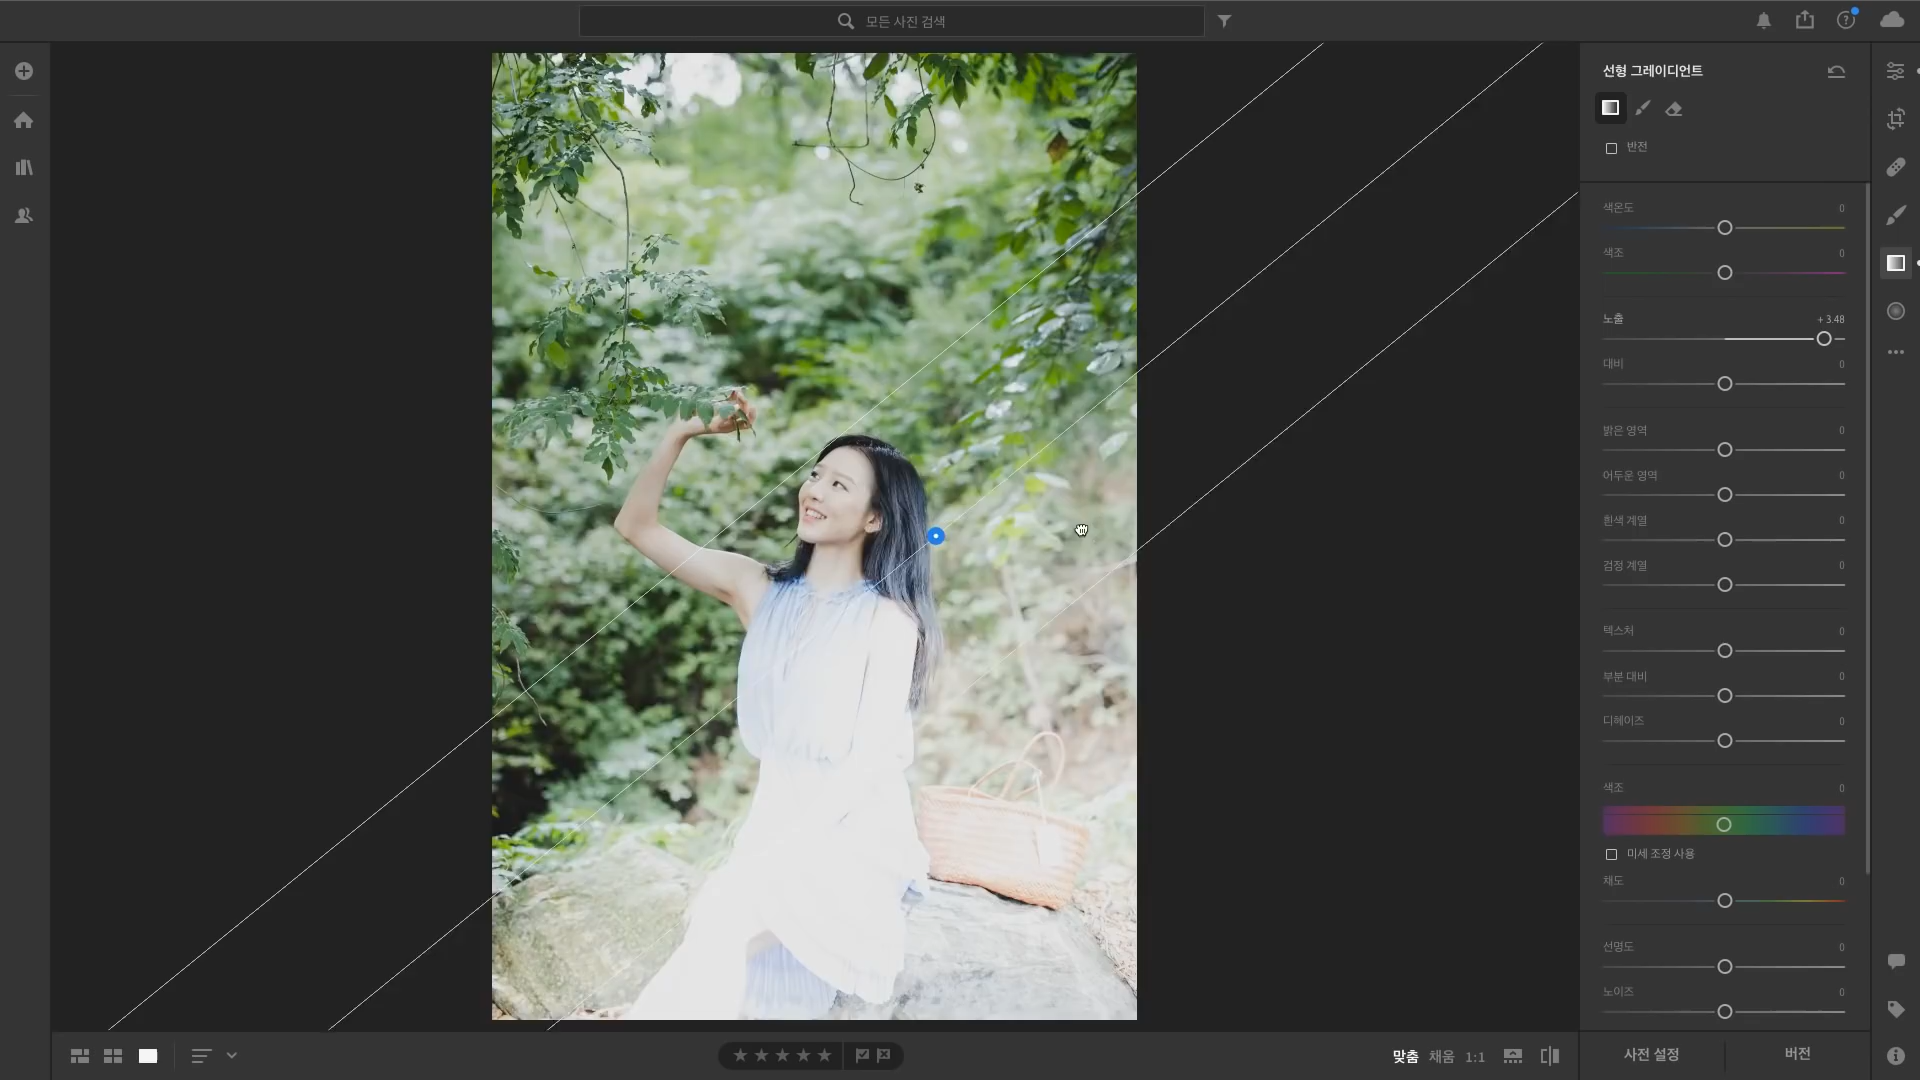 모든 사진 검색
선형 그레이디언트
반전
색온도 0
색조 0
노출 + 3.48
대비 0
밝은 영역 0
어두운 영역 0
흰색 계열 0
검정 계열 0
텍스처 0
부분 대비 0
디헤이즈 0
색조 0
미세 조정 사용
채도 0
선명도 0
노이즈 0
맞춤 채움 1:1
사전 설정 버전